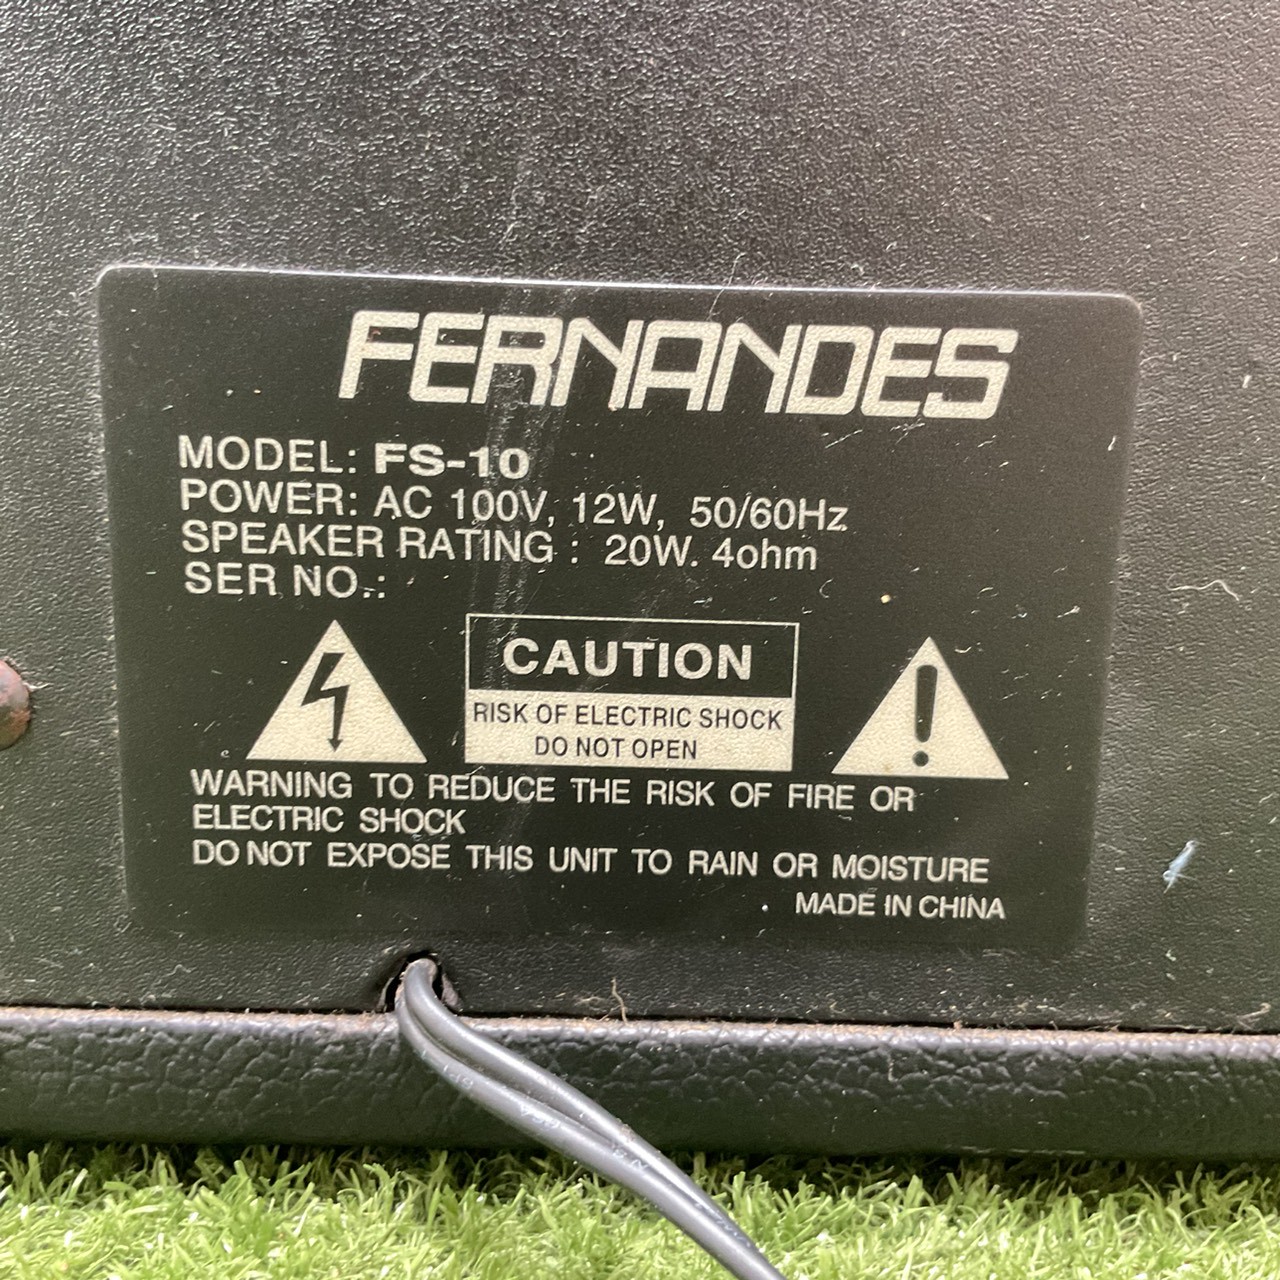 FERNANDES
MODEL: FS-10
POWER: AC 100V, 12W, 50/60Hz
SPEAKER RATING : 20W. 4ohm
SER NO.:
CAUTION
RISK OF ELECTRIC SHOCK
DO NOT OPEN
WARNING TO REDUCE THE RISK OF FIRE OR
ELECTRIC SHOCK
DO NOT EXPOSE THIS UNIT TO RAIN OR MOISTURE
MADE IN CHINA